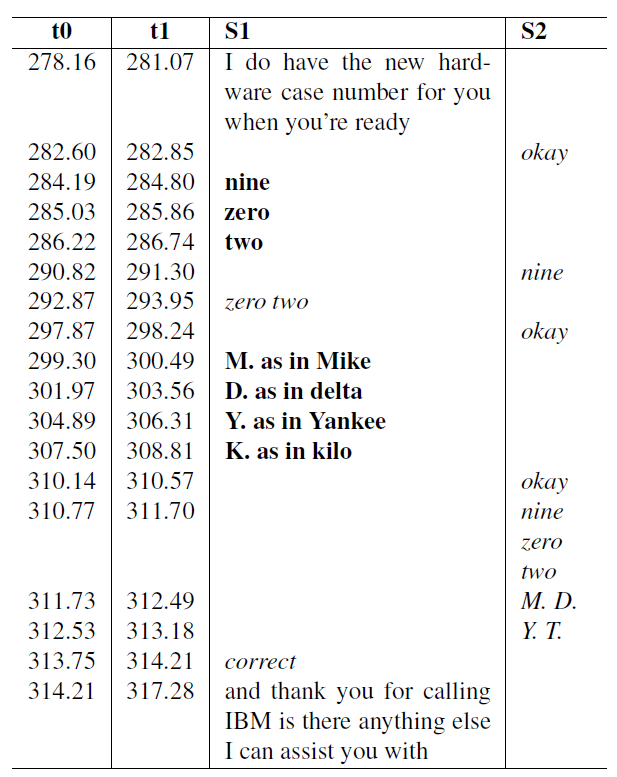 t0 t1 S1 S2
278.16 281.07 I do have the new hard-
ware case number for you
when you're ready
282.60 282.85 okay
284.19 284.80 nine
285.03 285.86 zero
286.22 286.74 two
290.82 291.30 nine
292.87 293.95 zero two
297.87 298.24 okay
299.30 300.49 M. as in Mike
301.97 303.56 D. as in delta
304.89 306.31 Y. as in Yankee
307.50 308.81 K. as in kilo
310.14 310.57 okay
310.77 311.70 nine
zero
two
311.73 312.49 M. D.
312.53 313.18 Y. T.
313.75 314.21 correct
314.21 317.28 and thank you for calling
IBM is there anything else
I can assist you with